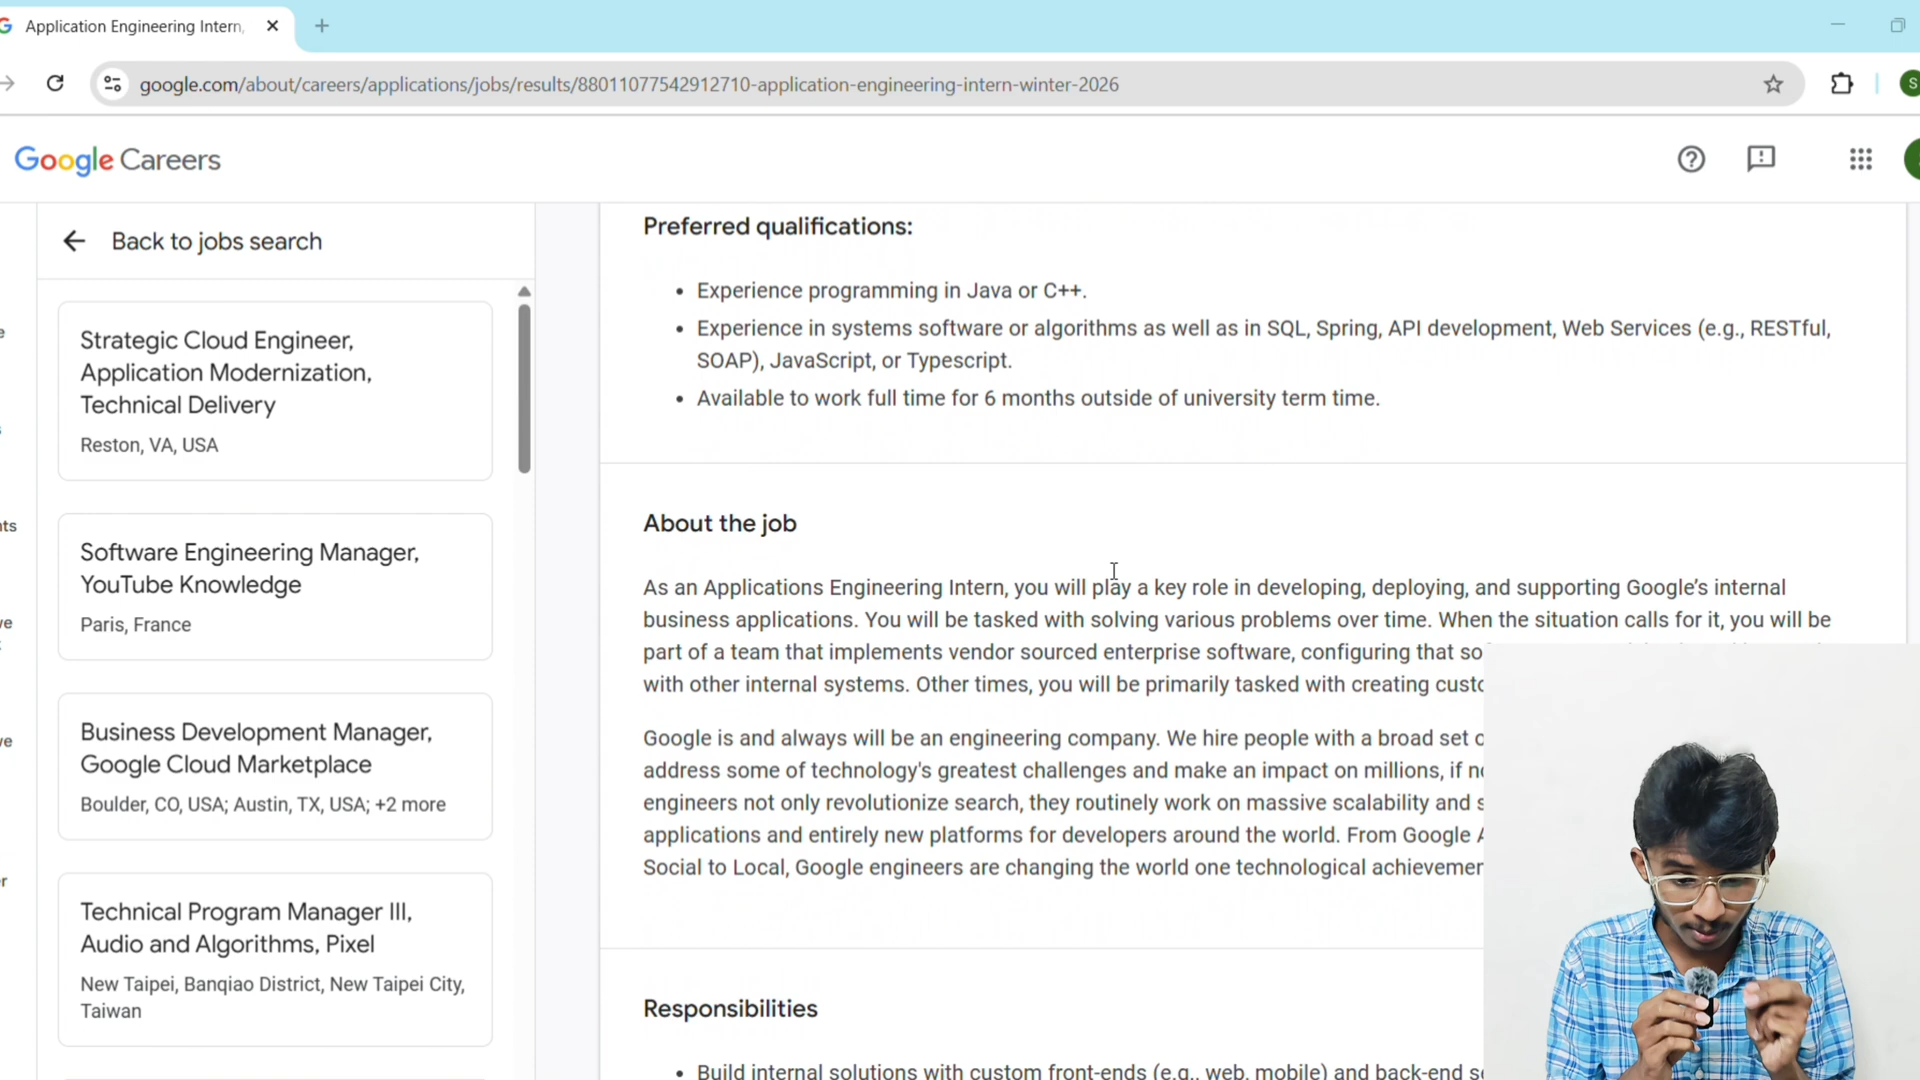 Application Engineering Intern,
google.com/about/careers/applications/jobs/results/88011077542912710-application-engineering-intern-winter-2026
S
Google Careers
Back to jobs search
Strategic Cloud Engineer,
Application Modernization,
Technical Delivery
Reston, VA, USA
Software Engineering Manager,
YouTube Knowledge
Paris, France
Business Development Manager,
Google Cloud Marketplace
Boulder, CO, USA; Austin, TX, USA; +2 more
Technical Program Manager III,
Audio and Algorithms, Pixel
New Taipei, Banqiao District, New Taipei City,
Taiwan
Preferred qualifications:
• Experience programming in Java or C++.
• Experience in systems software or algorithms as well as in SQL, Spring, API development, Web Services (e.g., RESTful,
SOAP), JavaScript, or Typescript.
• Available to work full time for 6 months outside of university term time.
About the job
As an Applications Engineering Intern, you will play a key role in developing, deploying, and supporting Google's internal
business applications. You will be tasked with solving various problems over time. When the situation calls for it, you will be
part of a team that implements vendor sourced enterprise software, configuring that
with other internal systems. Other times, you will be primarily tasked with creating
Google is and always will be an engineering company. We hire people with a broad set
address some of technology's greatest challenges and make an impact on millions, if
engineers not only revolutionize search, they routinely work on massive scalability and
applications and entirely new platforms for developers around the world. From Google
Social to Local, Google engineers are changing the world one technological
Responsibilities
• Build internal solutions with custom front-ends (e.g., web, mobile) and back-end